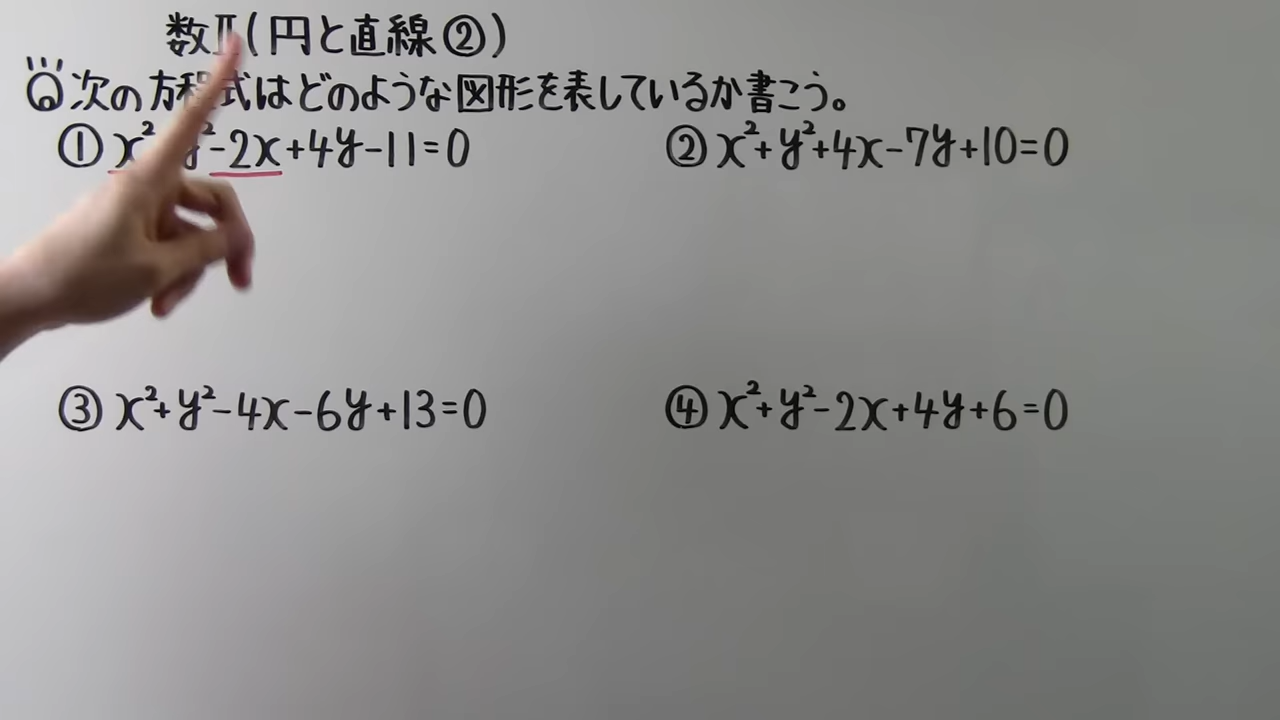 数Ⅱ(円と直線②)
Q次の方程式はどのような図形を表しているか書こう。
① x² y²-2x+4y-11=0
② x²+y²+4x-7y+10=0
③ x²+y²-4x-6y+13=0
④ x²+y²-2x+4y+6=0